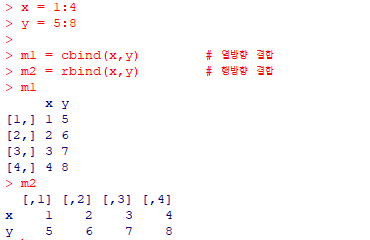 > x = 1:4
> y = 5:8
>
> m1 = cbind(x,y)          # 열방향 결합
> m2 = rbind(x,y)          # 행방향 결합
> m1
     x y
[1,] 1 5
[2,] 2 6
[3,] 3 7
[4,] 4 8
> m2
  [,1] [,2] [,3] [,4]
x    1    2    3    4
y    5    6    7    8